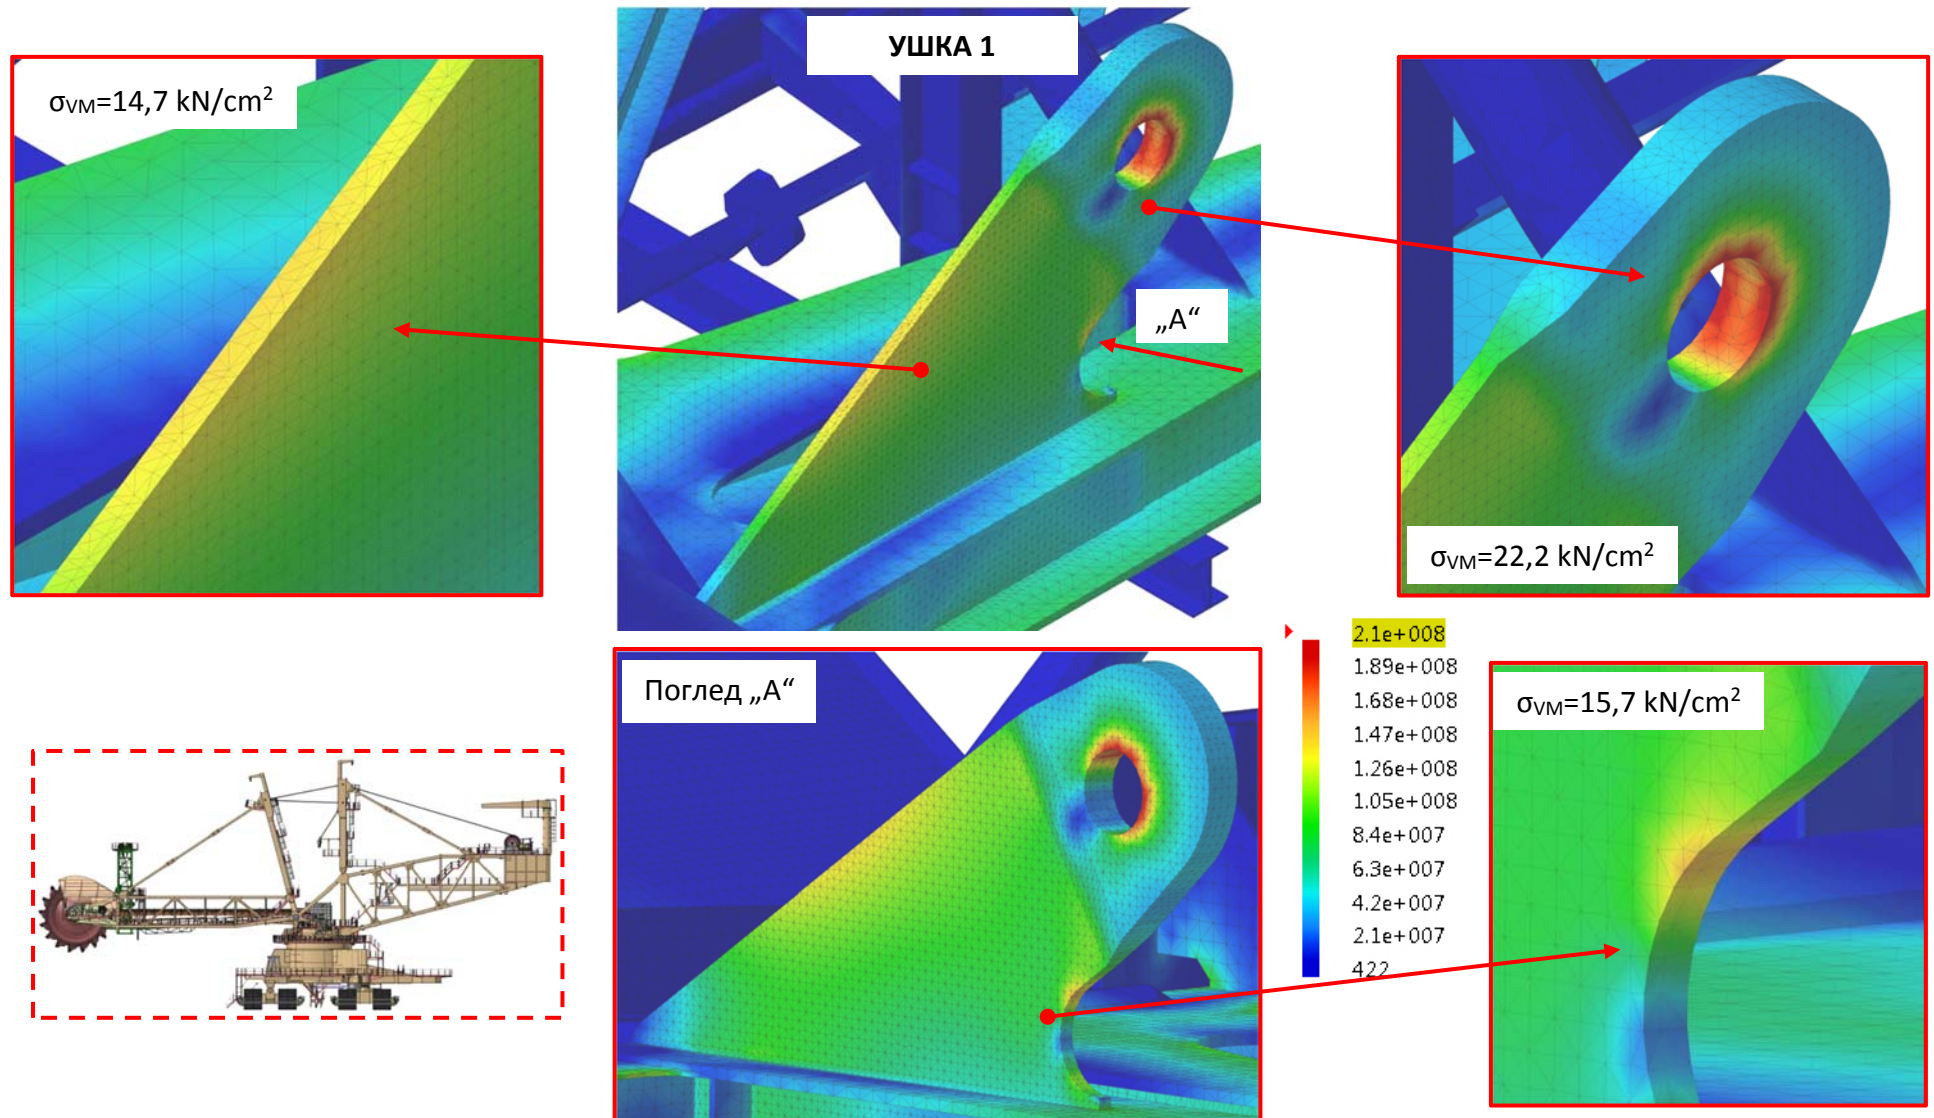 УШКА 1
σVM=14,7 kN/cm²
„А“
σVM=22,2 kN/cm²
Поглед „А“
2.1e+008
1.89e+008
1.68e+008
1.47e+008
1.26e+008
1.05e+008
8.4e+007
6.3e+007
4.2e+007
2.1e+007
422
σVM=15,7 kN/cm²